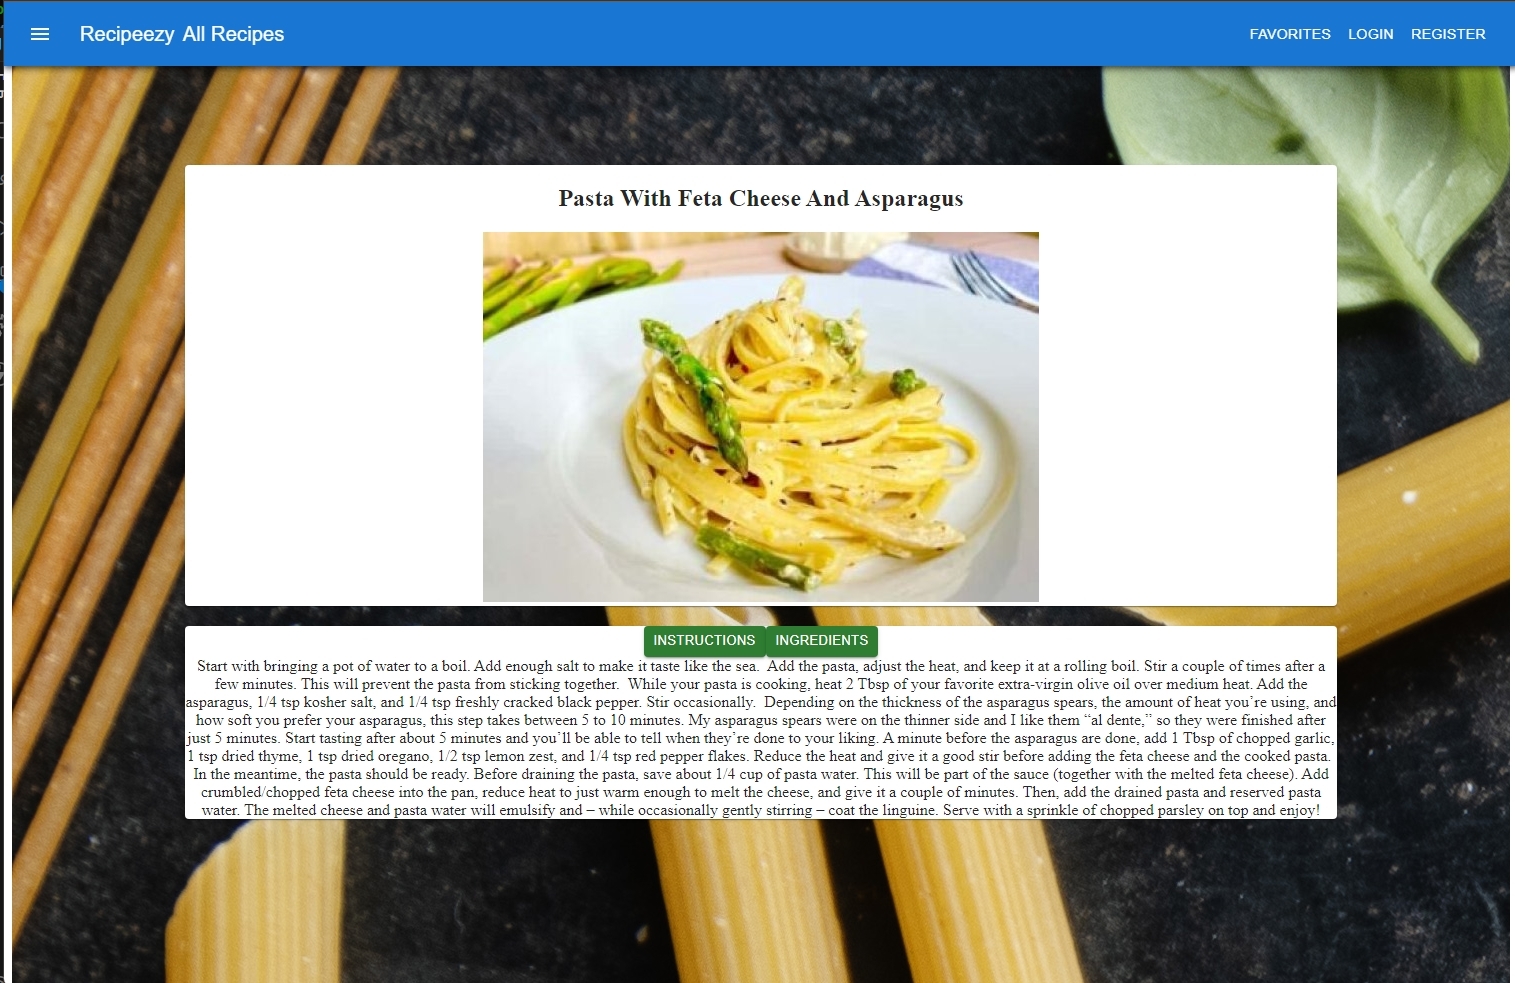 Recipeezy All Recipes FAVORITES LOGIN REGISTER
Pasta With Feta Cheese And Asparagus
INSTRUCTIONS INGREDIENTS
Start with bringing a pot of water to a boil. Add enough salt to make it taste like the sea.  Add the pasta, adjust the heat, and keep it at a rolling boil. Stir a couple of times after a
few minutes. This will prevent the pasta from sticking together.  While your pasta is cooking, heat 2 Tbsp of your favorite extra-virgin olive oil over medium heat. Add the
asparagus, 1/4 tsp kosher salt, and 1/4 tsp freshly cracked black pepper. Stir occasionally.  Depending on the thickness of the asparagus spears, the amount of heat you’re using, and
how soft you prefer your asparagus, this step takes between 5 to 10 minutes. My asparagus spears were on the thinner side and I like them “al dente,” so they were finished after
just 5 minutes. Start tasting after about 5 minutes and you’ll be able to tell when they’re done to your liking. A minute before the asparagus are done, add 1 Tbsp of chopped garlic,
1 tsp dried thyme, 1 tsp dried oregano, 1/2 tsp lemon zest, and 1/4 tsp red pepper flakes. Reduce the heat and give it a good stir before adding the feta cheese and the cooked pasta.
In the meantime, the pasta should be ready. Before draining the pasta, save about 1/4 cup of pasta water. This will be part of the sauce (together with the melted feta cheese). Add
crumbled/chopped feta cheese into the pan, reduce heat to just warm enough to melt the cheese, and give it a couple of minutes. Then, add the drained pasta and reserved pasta
water. The melted cheese and pasta water will emulsify and – while occasionally gently stirring – coat the linguine. Serve with a sprinkle of chopped parsley on top and enjoy!